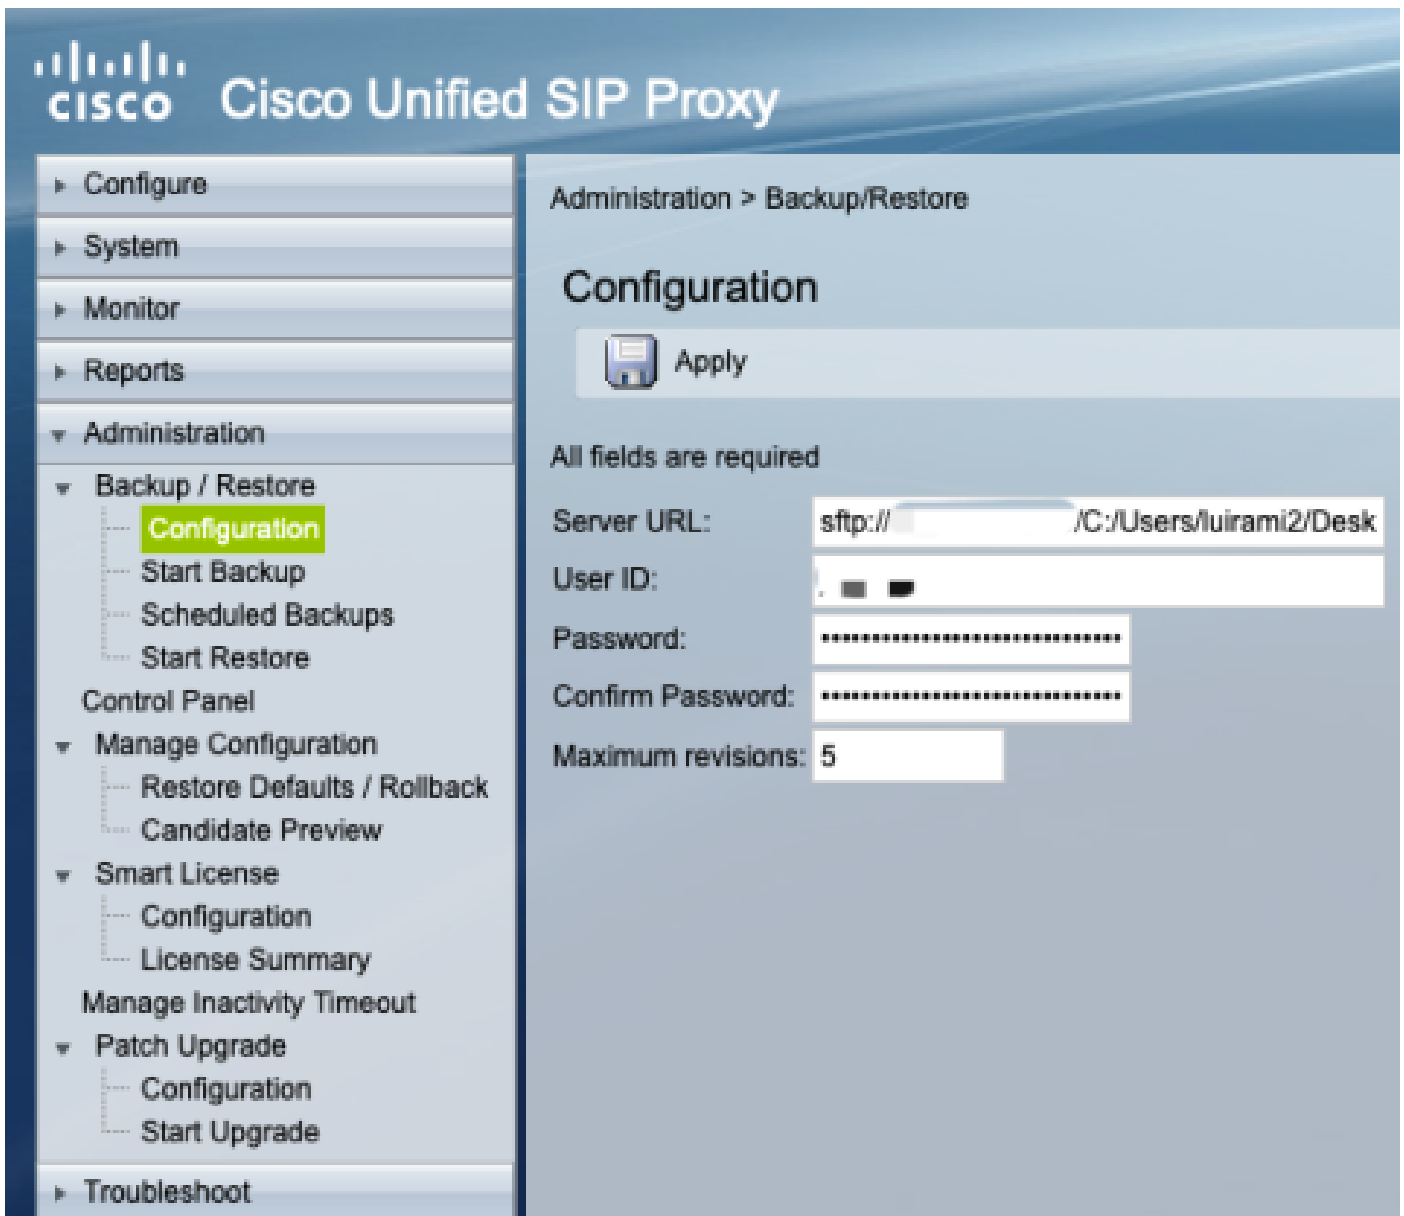 CISCO Cisco Unified SIP Proxy
Configure
System
Monitor
Reports
Administration
Backup / Restore
Configuration
Start Backup
Scheduled Backups
Start Restore
Control Panel
Manage Configuration
Restore Defaults / Rollback
Candidate Preview
Smart License
Configuration
License Summary
Manage Inactivity Timeout
Patch Upgrade
Configuration
Start Upgrade
Troubleshoot
Administration > Backup/Restore
Configuration
Apply
All fields are required
Server URL: sftp:// /C:/Users/luirami2/Desk
User ID:
Password: ••••••••••••••••••••••••••••••••
Confirm Password: ••••••••••••••••••••••••••••••••
Maximum revisions: 5